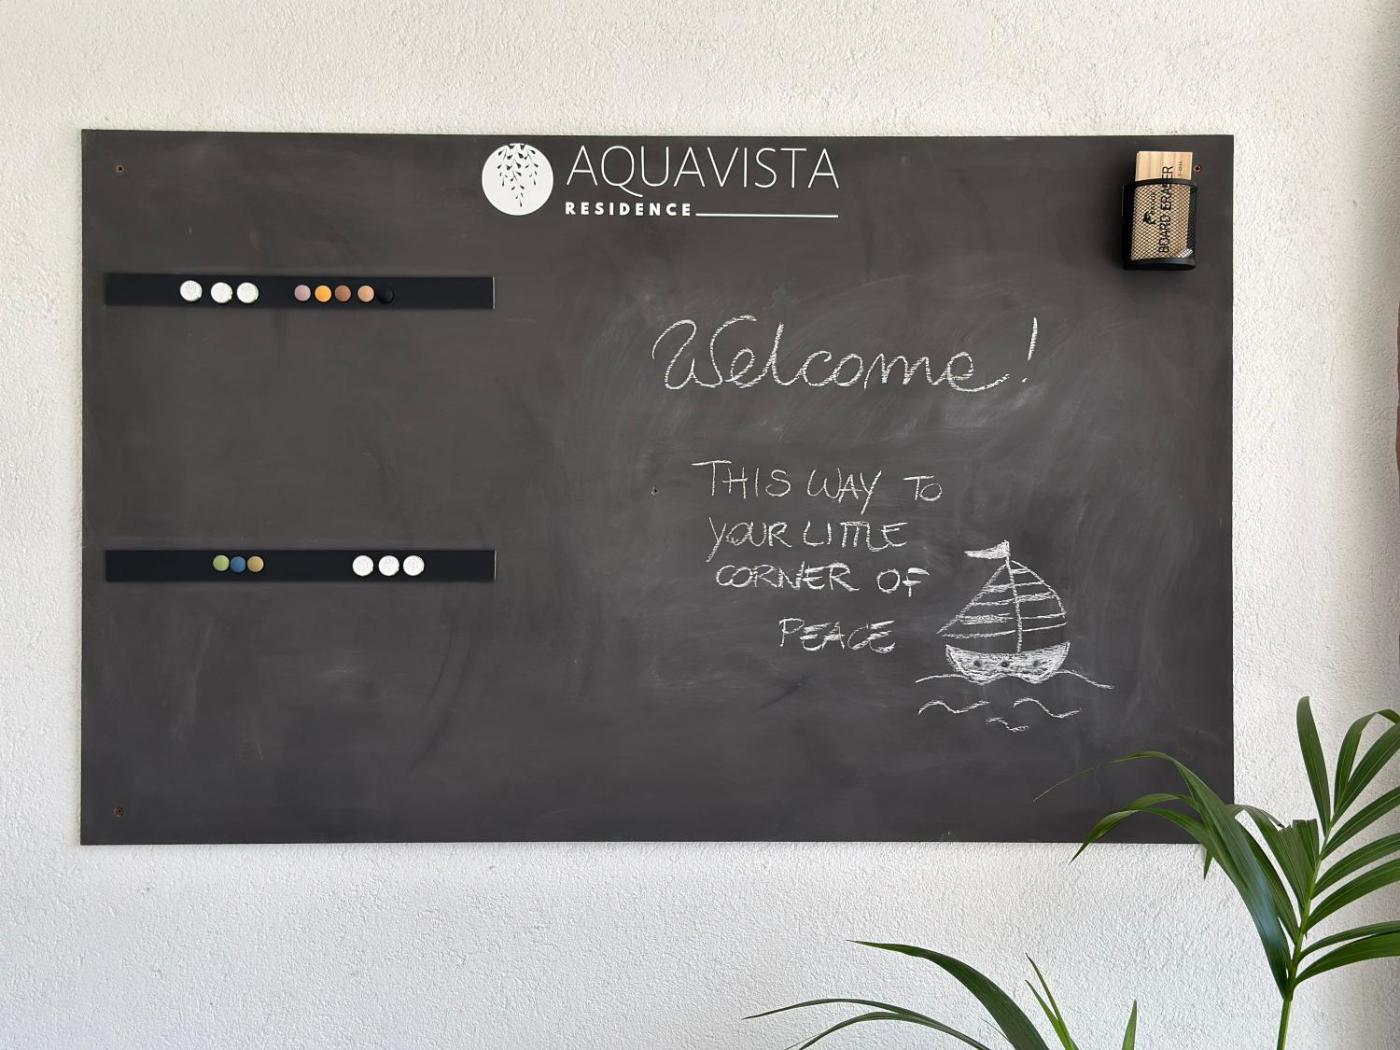 AQUAVISTA
RESIDENCE
BOARD ERASER
Welcome!
THIS WAY TO
YOUR LITTLE
CORNER OF
PEACE